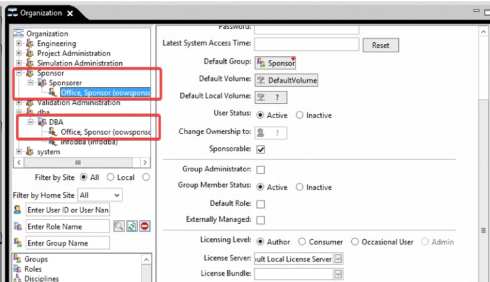 Organization
Organization
Engineering
Project Administration
Simulation Administration
Sponsor
Sponsorer
Office, Sponsor (oowsponso
Validation Administration
dba
DBA
Office, Sponsor (oowsponso
infodba (infodba)
system
Filter by Site All Local
Filter by Home Site All
Enter User ID or User Nan
Enter Role Name
Enter Group Name
Groups
Roles
Disciplines
Password:
Latest System Access Time: Reset
Default Group: Sponsor
Default Volume: DefaultVolume
Default Local Volume: ?
User Status: Active Inactive
Change Ownership to: ?
Sponsorable:
Group Administrator:
Group Member Status: Active Inactive
Default Role:
Externally Managed:
Licensing Level: Author Consumer Occasional User Admin
License Server: ult Local License Server
License Bundle: